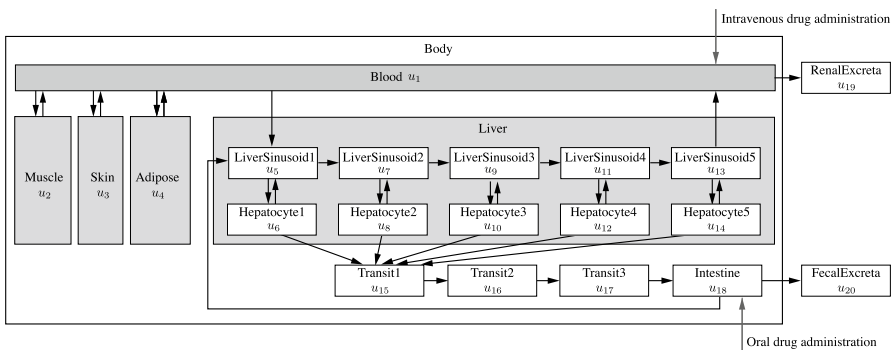 Intravenous drug administration
Body
Blood u₁
RenalExcreta
u₁₉
Liver
LiverSinusoid1
u₅
LiverSinusoid2
u₇
LiverSinusoid3
u₉
LiverSinusoid4
u₁₁
LiverSinusoid5
u₁₃
Muscle
u₂
Skin
u₃
Adipose
u₄
Hepatocyte1
u₆
Hepatocyte2
u₈
Hepatocyte3
u₁₀
Hepatocyte4
u₁₂
Hepatocyte5
u₁₄
Transit1
u₁₅
Transit2
u₁₆
Transit3
u₁₇
Intestine
u₁₈
FecalExcreta
u₂₀
Oral drug administration